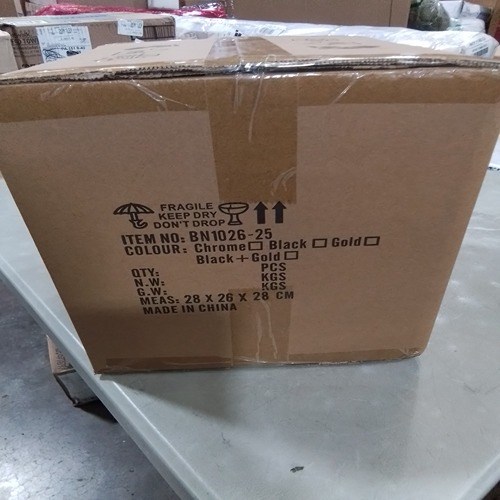 FRAGILE
KEEP DRY
DON'T DROP
ITEM NO: BN1026-25
COLOUR: Chrome□ Black □ Gold□
Black+Gold□
QTY: PCS
N.W: KGS
G.W: KGS
MEAS: 28 X 26 X 28 CM
MADE IN CHINA